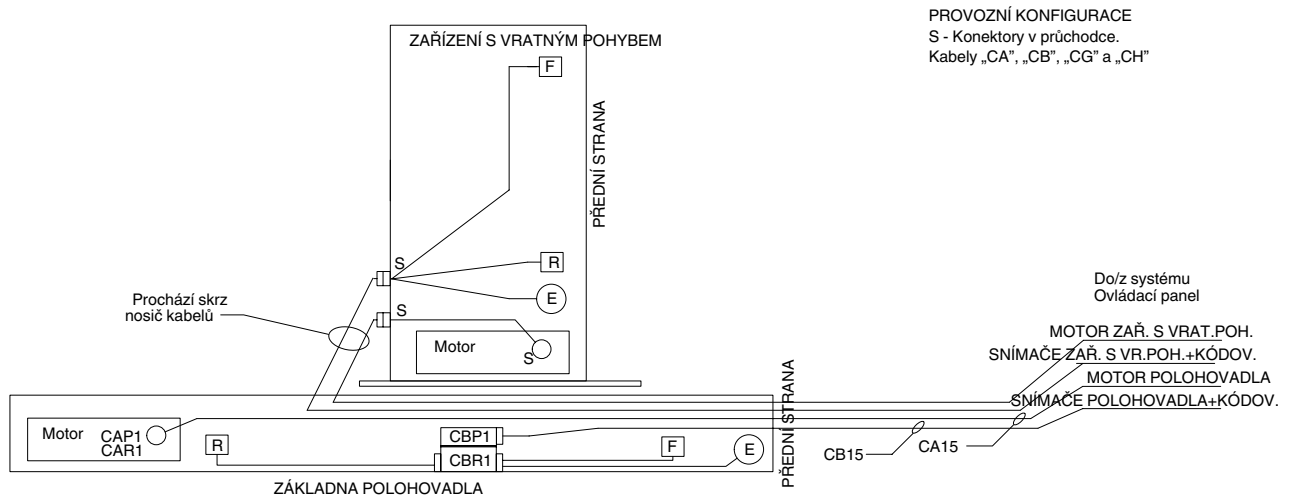 PROVOZNÍ KONFIGURACE
S - Konektory v průchodce.
Kabely „CA”, „CB”, „CG” a „CH”
ZAŘÍZENÍ S VRATNÝM POHYBEM
F
PŘEDNÍ STRANA
S
R
E
Prochází skrz
nosič kabelů
S
Motor
S
Do/z systému
Ovládací panel
MOTOR ZAŘ. S VRAT.POH.
SNÍMAČE ZAŘ. S VR.POH.+KÓDOV.
MOTOR POLOHOVADLA
SNÍMAČE POLOHOVADLA+KÓDOV.
PŘEDNÍ STRANA
Motor
CAP1
CAR1
R
CBP1
CBR1
F
E
CB15
CA15
ZÁKLADNA POLOHOVADLA